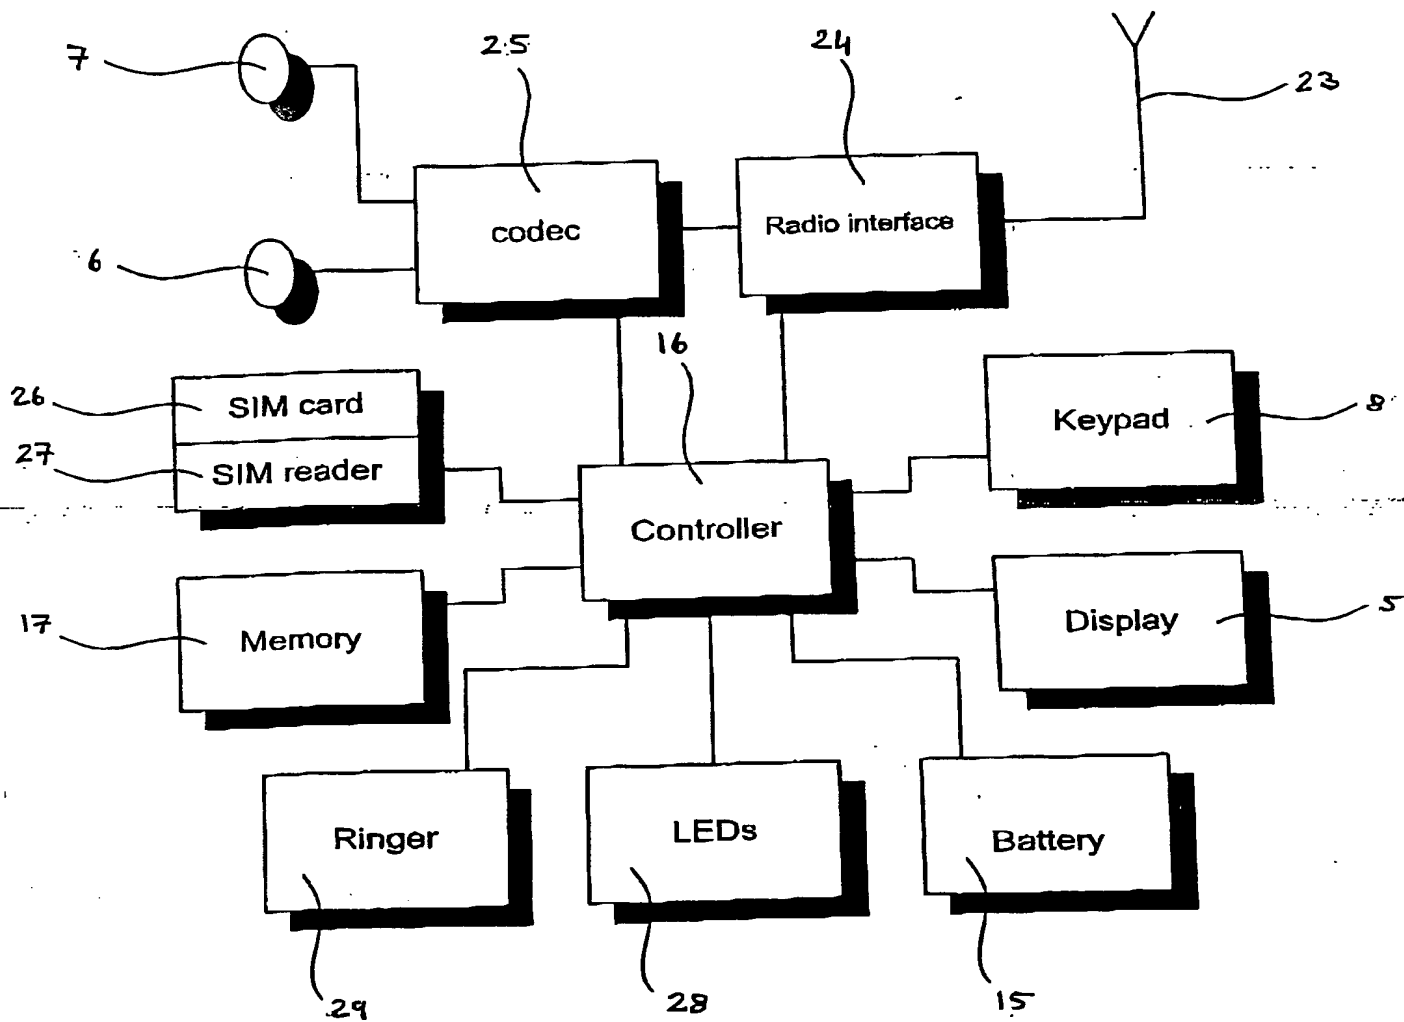 7
25
24
23
codec
Radio interface
6
16
26
SIM card
Keypad
8
27
SIM reader
Controller
17
Memory
Display
5
Ringer
LEDs
Battery
29
28
15